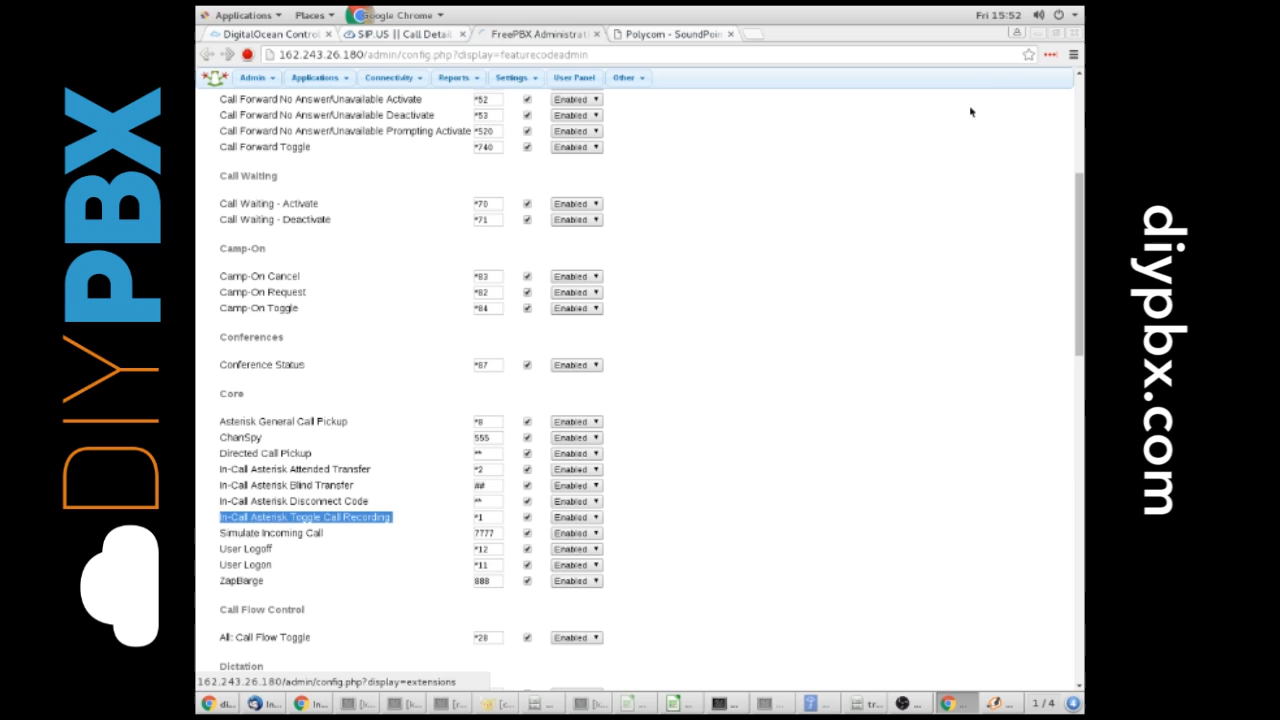 Applications ▾ Places ▾ Google Chrome ▾ Fri 15:52
DigitalOcean Control × SIP.US || Call Detail × FreePBX Administrat × Polycom - SoundPoin ×
162.243.26.180/admin/config.php?display=featurecodeadmin
Admin Applications Connectivity Reports Settings User Panel Other
Call Forward No Answer/Unavailable Activate *52 Enabled
Call Forward No Answer/Unavailable Deactivate *53 Enabled
Call Forward No Answer/Unavailable Prompting Activate *520 Enabled
Call Forward Toggle *740 Enabled
Call Waiting
Call Waiting - Activate *70 Enabled
Call Waiting - Deactivate *71 Enabled
Camp-On
Camp-On Cancel *83 Enabled
Camp-On Request *82 Enabled
Camp-On Toggle *84 Enabled
Conferences
Conference Status *87 Enabled
Core
Asterisk General Call Pickup *8 Enabled
ChanSpy 555 Enabled
Directed Call Pickup ** Enabled
In-Call Asterisk Attended Transfer *2 Enabled
In-Call Asterisk Blind Transfer ## Enabled
In-Call Asterisk Disconnect Code ** Enabled
In-Call Asterisk Toggle Call Recording *1 Enabled
Simulate Incoming Call 7777 Enabled
User Logoff *12 Enabled
User Logon *11 Enabled
ZapBarge 888 Enabled
Call Flow Control
All: Call Flow Toggle *28 Enabled
Dictation
162.243.26.180/admin/config.php?display=extensions
1 / 4 4
DIYPBX
diypbx.com